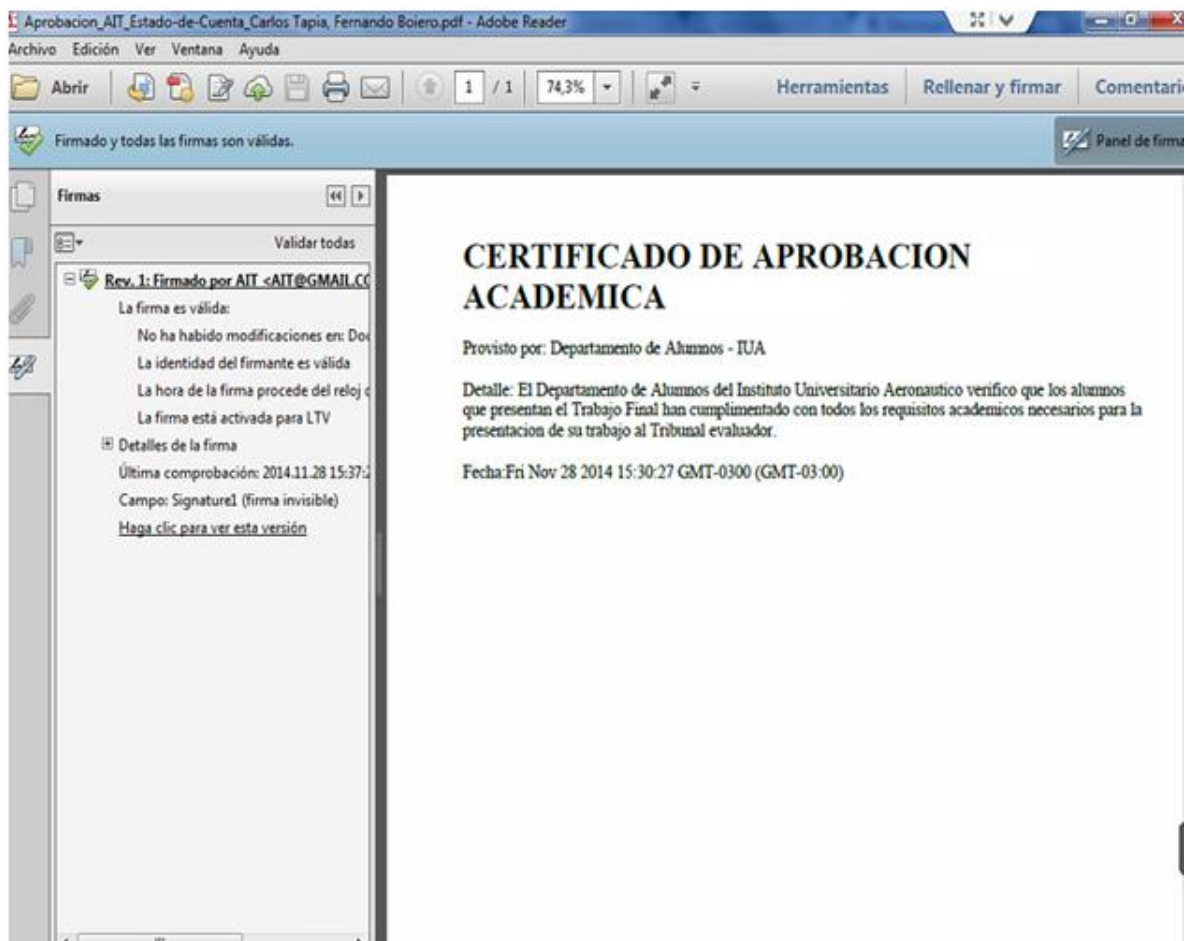 Aprobacion_AIT_Estado-de-Cuenta_Carlos Tapia, Fernando Boiero.pdf - Adobe Reader
Archivo Edición Ver Ventana Ayuda
Abrir 1 / 1 74,3% Herramientas Rellenar y firmar Comentari
Firmado y todas las firmas son válidas. Panel de firma
Firmas
Validar todas
Rev. 1: Firmado por AIT <AIT@GMAIL.CO
La firma es válida:
No ha habido modificaciones en: Doc
La identidad del firmante es válida
La hora de la firma procede del reloj d
La firma está activada para LTV
Detalles de la firma
Última comprobación: 2014.11.28 15:37:2
Campo: Signature1 (firma invisible)
Haga clic para ver esta versión
CERTIFICADO DE APROBACION
ACADEMICA
Provisto por: Departamento de Alumnos - IUA
Detalle: El Departamento de Alumnos del Instituto Universitario Aeronautico verifico que los alumnos
que presentan el Trabajo Final han cumplimentado con todos los requisitos academicos necesarios para la
presentacion de su trabajo al Tribunal evaluador.
Fecha:Fri Nov 28 2014 15:30:27 GMT-0300 (GMT-03:00)